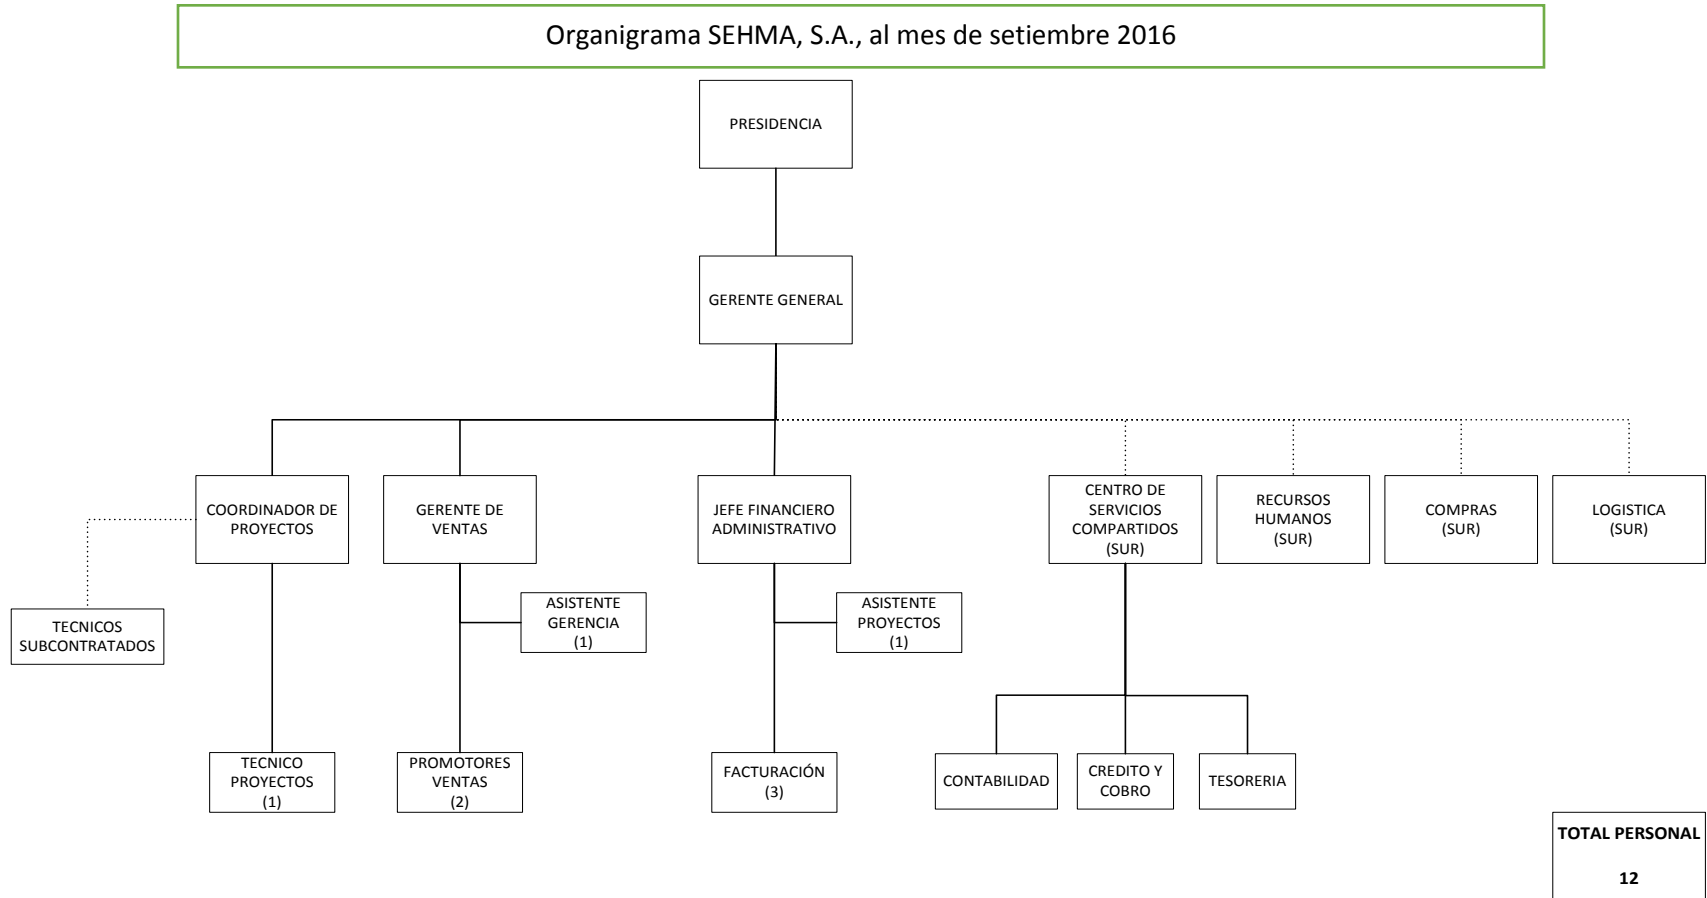 Organigrama SEHMA, S.A., al mes de setiembre 2016
PRESIDENCIA
GERENTE GENERAL
COORDINADOR DE
PROYECTOS
GERENTE DE
VENTAS
JEFE FINANCIERO
ADMINISTRATIVO
CENTRO DE
SERVICIOS
COMPARTIDOS
(SUR)
RECURSOS
HUMANOS
(SUR)
COMPRAS
(SUR)
LOGISTICA
(SUR)
TECNICOS
SUBCONTRATADOS
ASISTENTE
GERENCIA
(1)
ASISTENTE
PROYECTOS
(1)
TECNICO
PROYECTOS
(1)
PROMOTORES
VENTAS
(2)
FACTURACIÓN
(3)
CONTABILIDAD
CREDITO Y
COBRO
TESORERIA
TOTAL PERSONAL
12